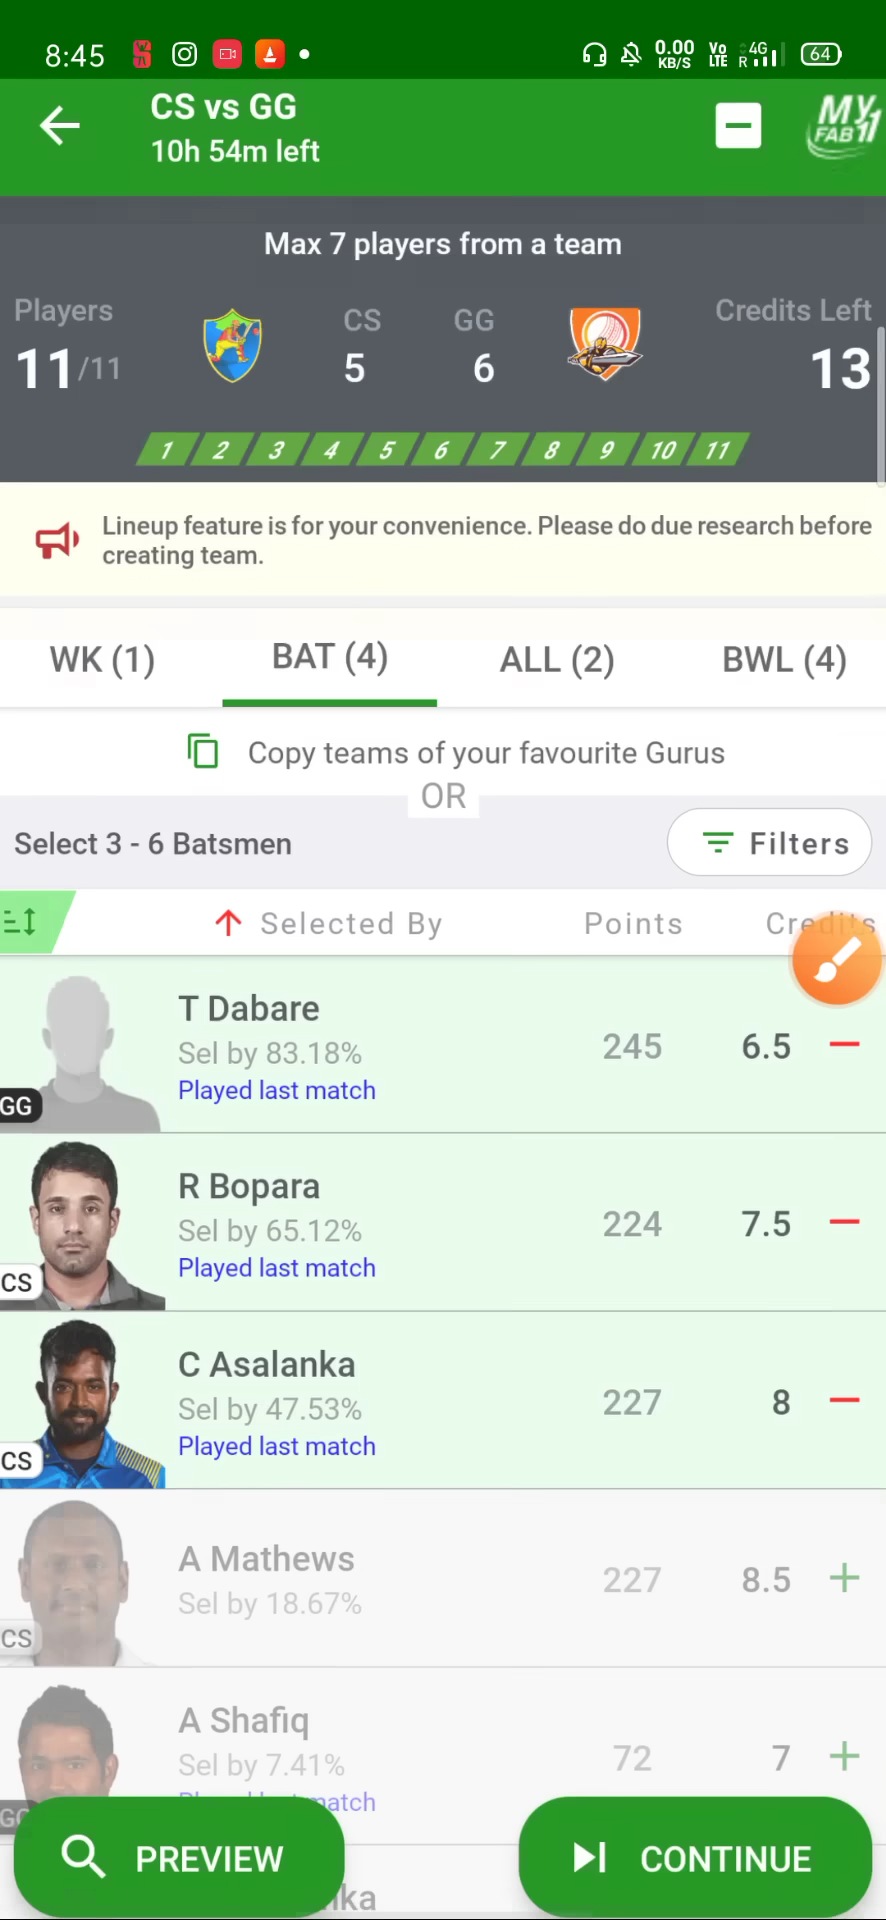 8:45
0.00
KB/S
Vo
LTE
4G
R
64
CS vs GG
10h 54m left
MY
FAB11
Max 7 players from a team
Players
CS
GG
Credits Left
11/11
5
6
13
1 2 3 4 5 6 7 8 9 10 11
Lineup feature is for your convenience. Please do due research before
creating team.
WK (1)
BAT (4)
ALL (2)
BWL (4)
Copy teams of your favourite Gurus
OR
Select 3 - 6 Batsmen
Filters
Selected By
Points
Credits
T Dabare
Sel by 83.18%
Played last match
GG
245
6.5
R Bopara
Sel by 65.12%
Played last match
CS
224
7.5
C Asalanka
Sel by 47.53%
Played last match
CS
227
8
A Mathews
Sel by 18.67%
CS
227
8.5
A Shafiq
Sel by 7.41%
match
72
7
PREVIEW
CONTINUE